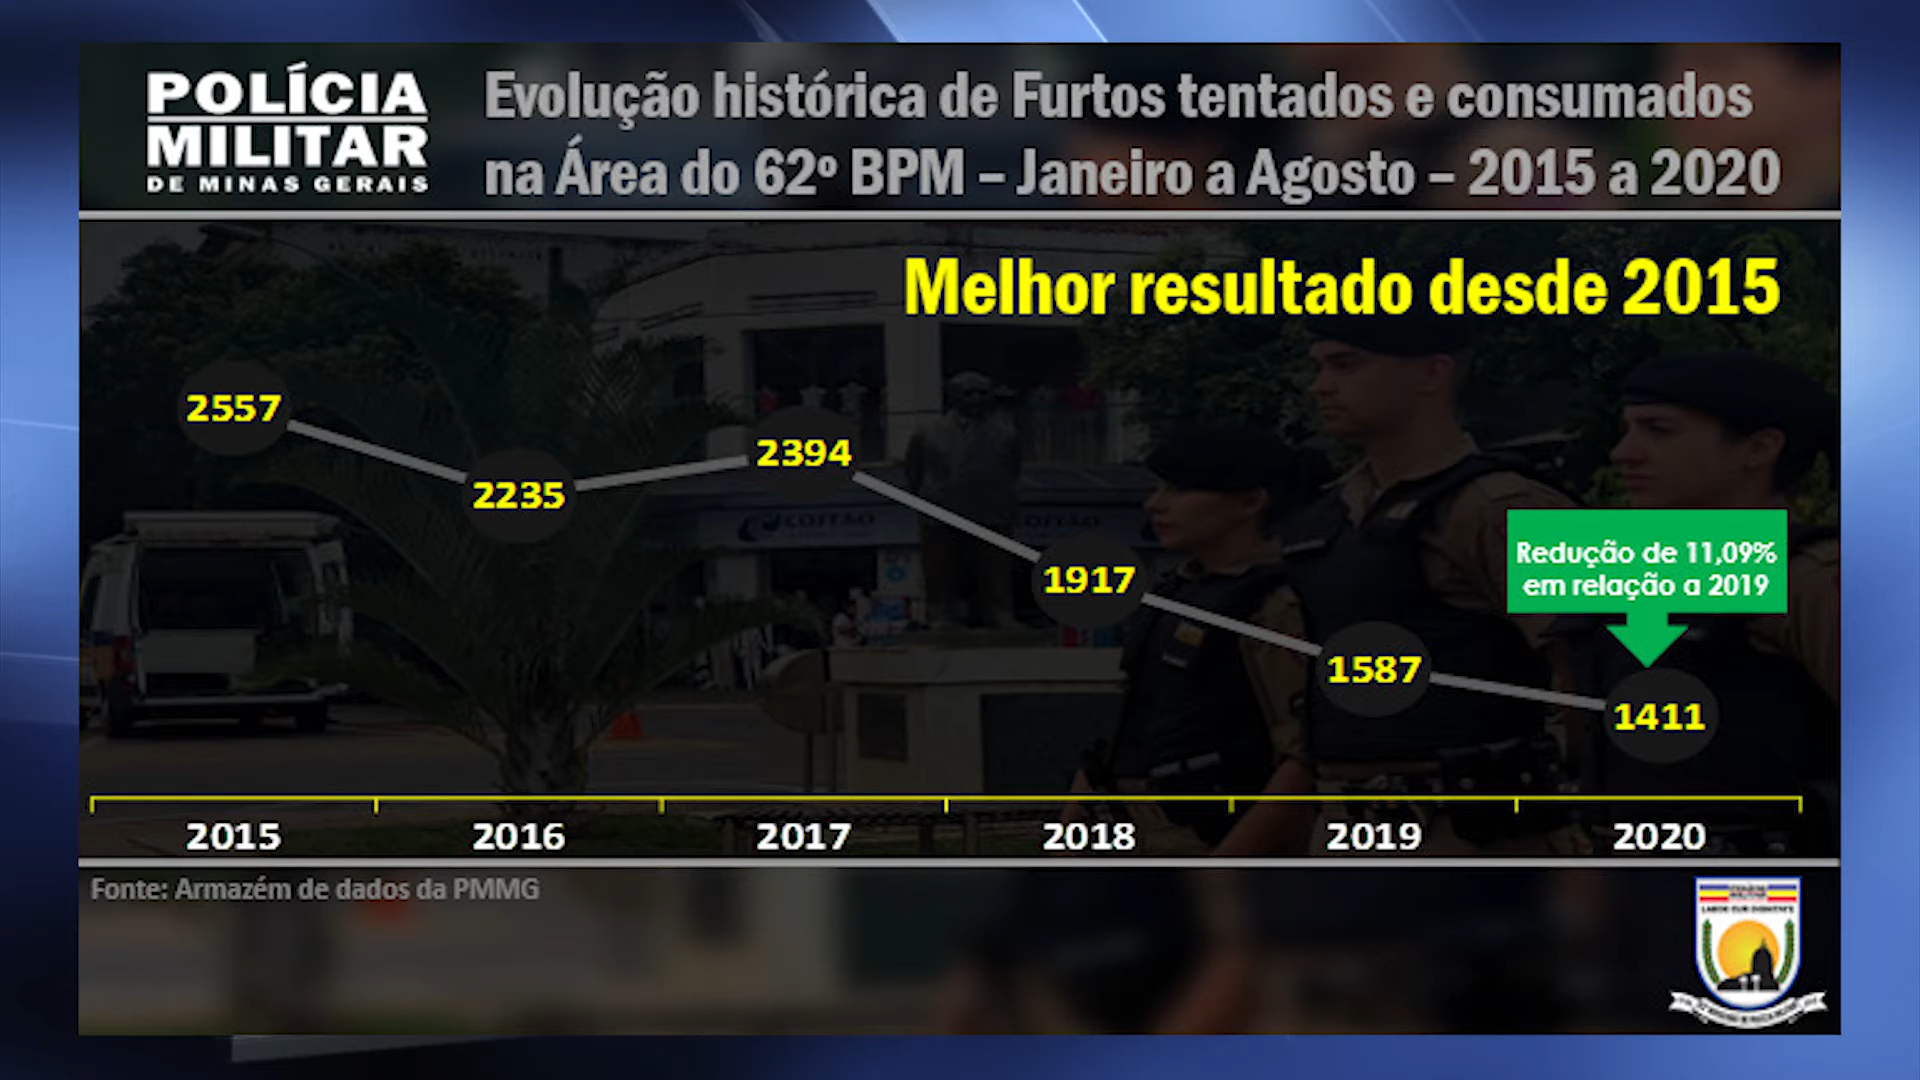 POLÍCIA
MILITAR
DE MINAS GERAIS
Evolução histórica de Furtos tentados e consumados
na Área do 62º BPM – Janeiro a Agosto – 2015 a 2020
Melhor resultado desde 2015
2557
2235
2394
1917
1587
1411
Redução de 11,09%
em relação a 2019
2015
2016
2017
2018
2019
2020
Fonte: Armazém de dados da PMMG